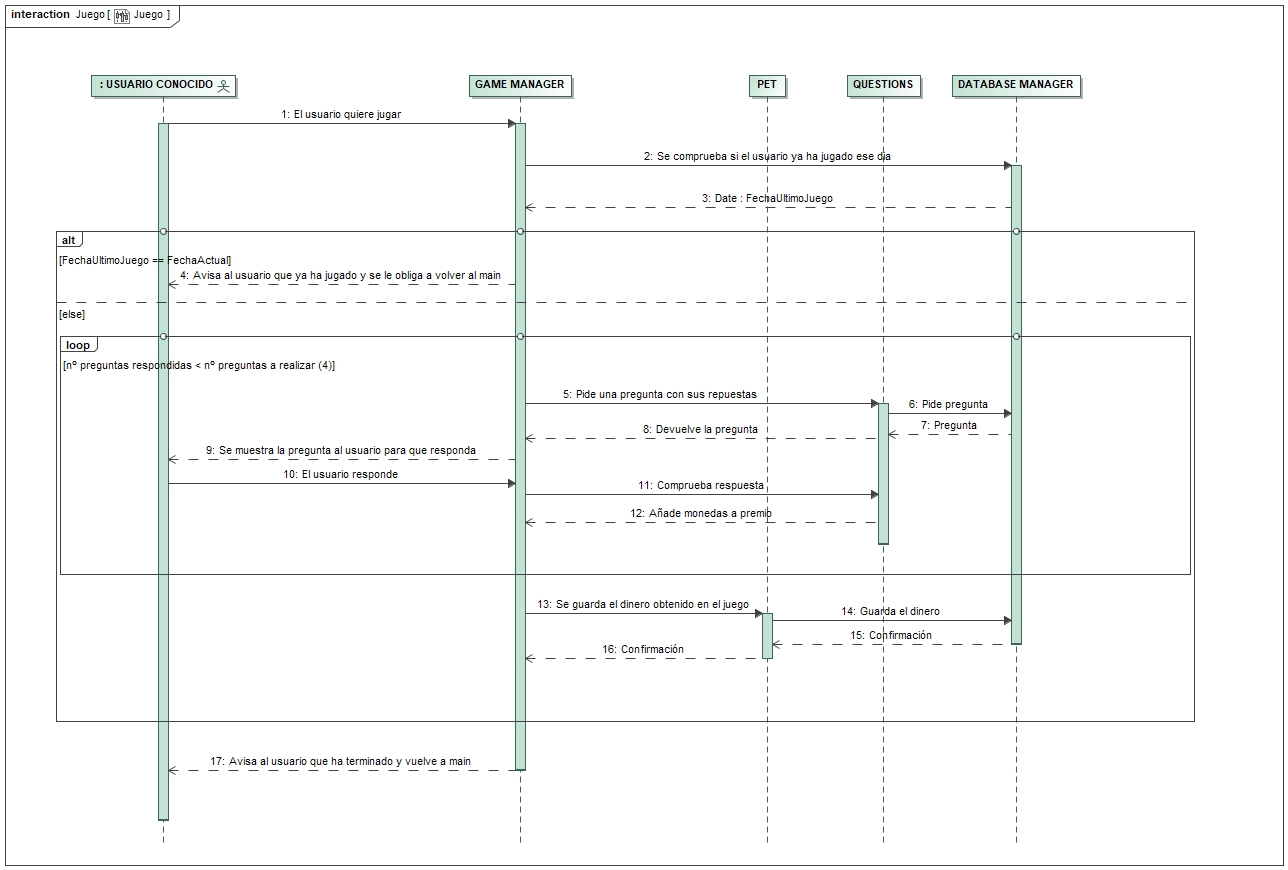 interaction Juego [ Juego ]
: USUARIO CONOCIDO
GAME MANAGER
PET
QUESTIONS
DATABASE MANAGER
1: El usuario quiere jugar
2: Se comprueba si el usuario ya ha jugado ese día
3: Date : FechaUltimoJuego
alt
[FechaUltimoJuego == FechaActual]
4: Avisa al usuario que ya ha jugado y se le obliga a volver al main
[else]
loop
[nº preguntas respondidas < nº preguntas a realizar (4)]
5: Pide una pregunta con sus repuestas
6: Pide pregunta
7: Pregunta
8: Devuelve la pregunta
9: Se muestra la pregunta al usuario para que responda
10: El usuario responde
11: Comprueba respuesta
12: Añade monedas a premio
13: Se guarda el dinero obtenido en el juego
14: Guarda el dinero
15: Confirmación
16: Confirmación
17: Avisa al usuario que ha terminado y vuelve a main